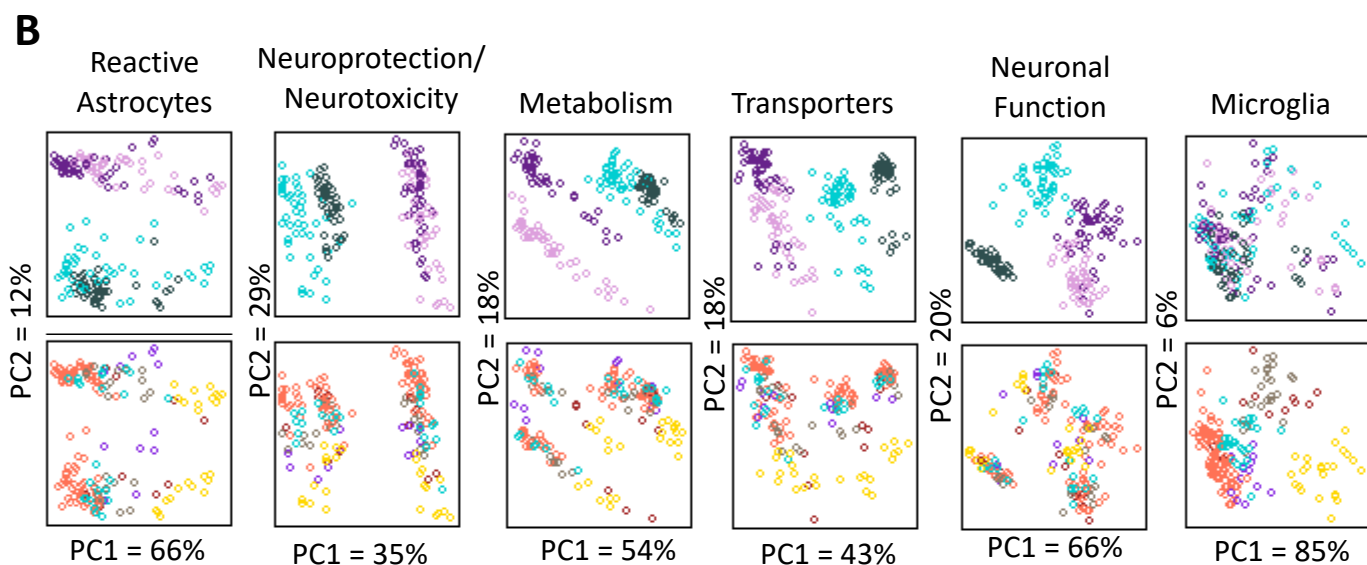 B
Reactive
Astrocytes
Neuroprotection/
Neurotoxicity
Metabolism
Transporters
Neuronal
Function
Microglia
PC2 = 12%
PC2 = 29%
PC2 = 18%
PC2 = 18%
PC2 = 20%
PC2 = 6%
PC1 = 66%
PC1 = 35%
PC1 = 54%
PC1 = 43%
PC1 = 66%
PC1 = 85%